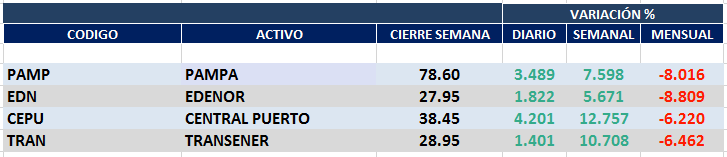 VARIACIÓN %
CODIGO ACTIVO CIERRE SEMANA DIARIO SEMANAL MENSUAL
PAMP PAMPA 78.60 3.489 7.598 -8.016
EDN EDENOR 27.95 1.822 5.671 -8.809
CEPU CENTRAL PUERTO 38.45 4.201 12.757 -6.220
TRAN TRANSENER 28.95 1.401 10.708 -6.462